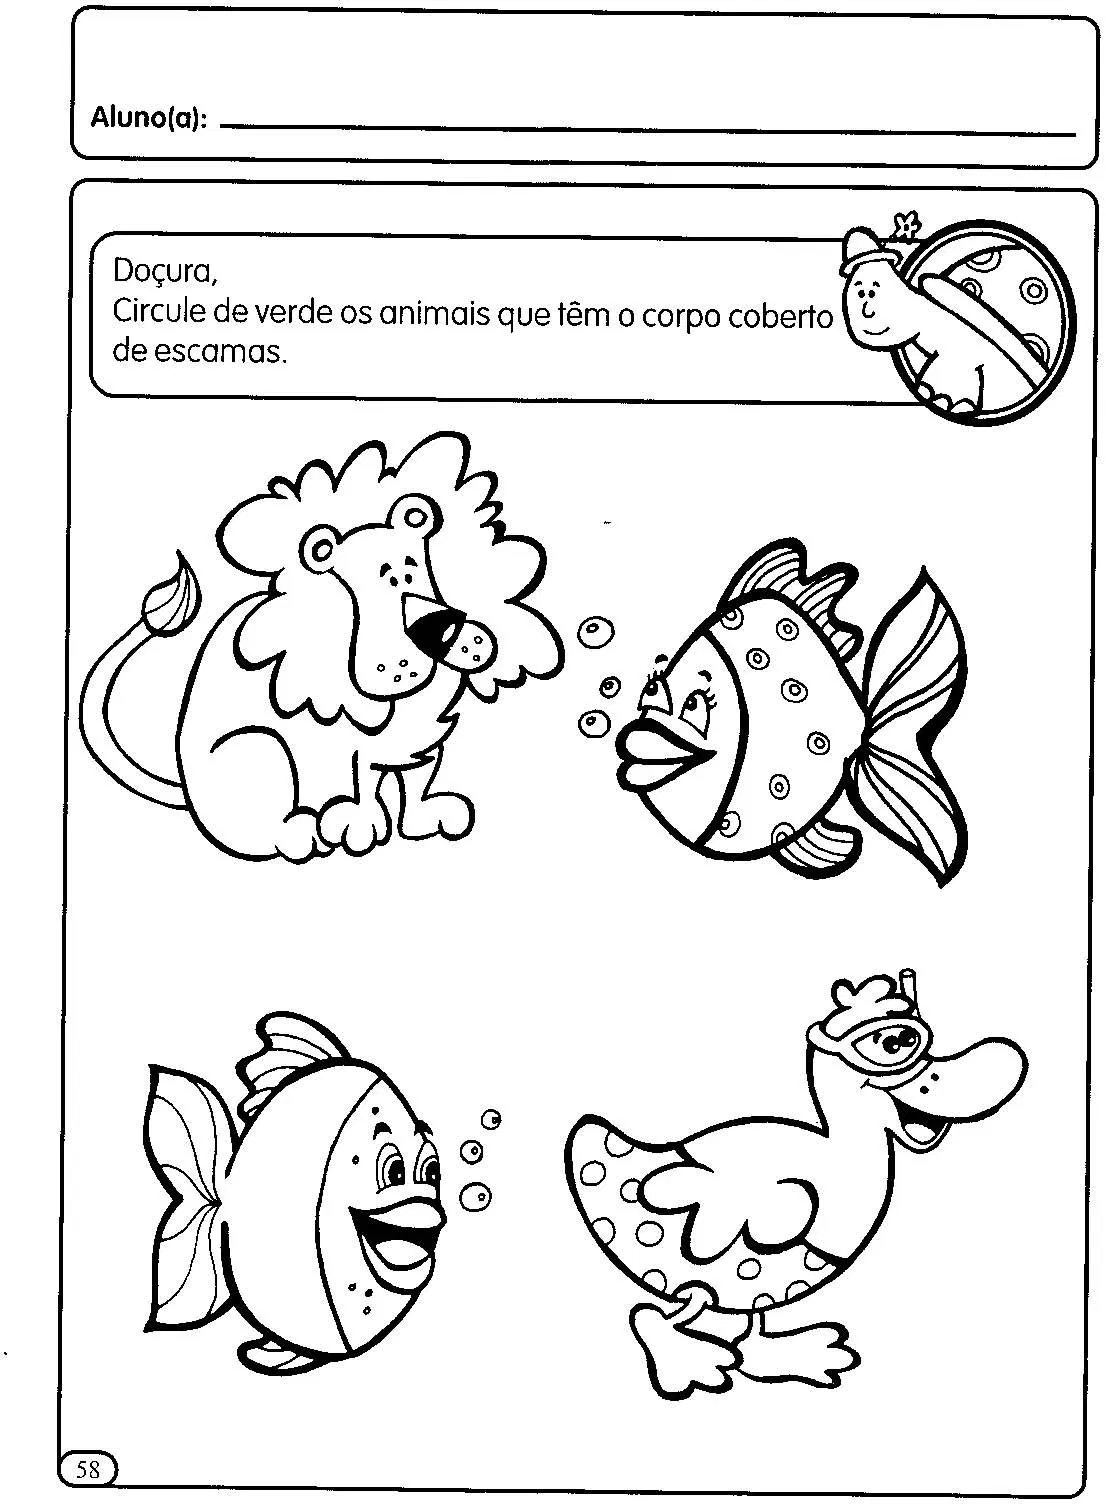 Aluno(a):
Doçura,
Circule de verde os animais que têm o corpo coberto
de escamas.
58